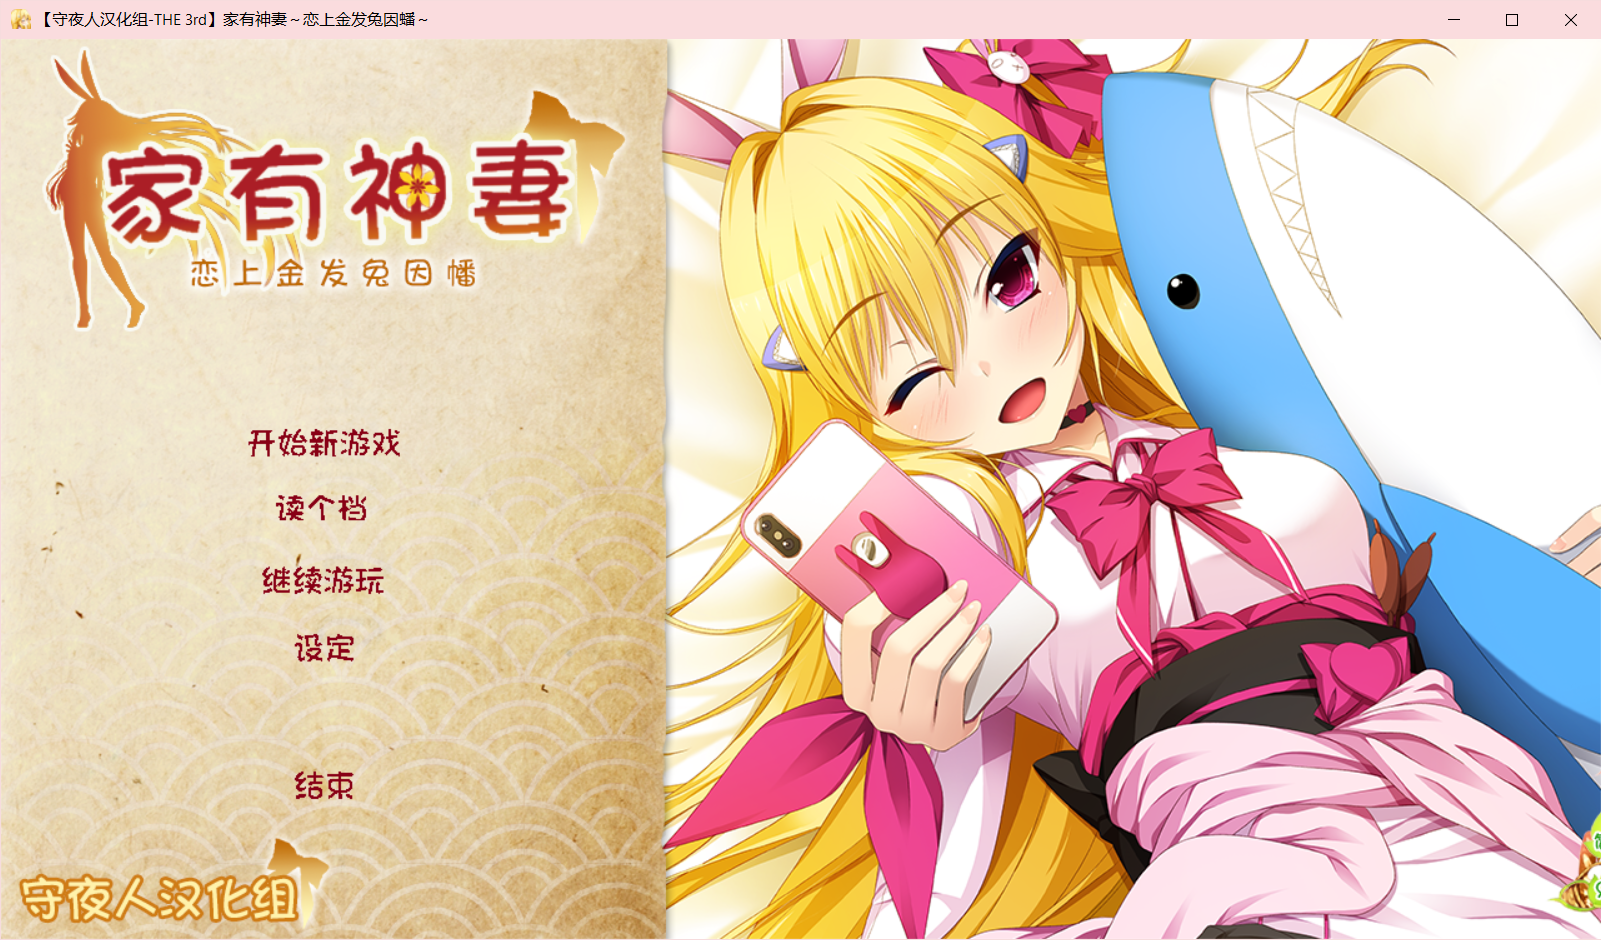 【守夜人汉化组-THE 3rd】家有神妻～恋上金发兔因幡～
家有神妻
恋上金发兔因幡
开始新游戏
读个档
继续游玩
设定
结束
守夜人汉化组